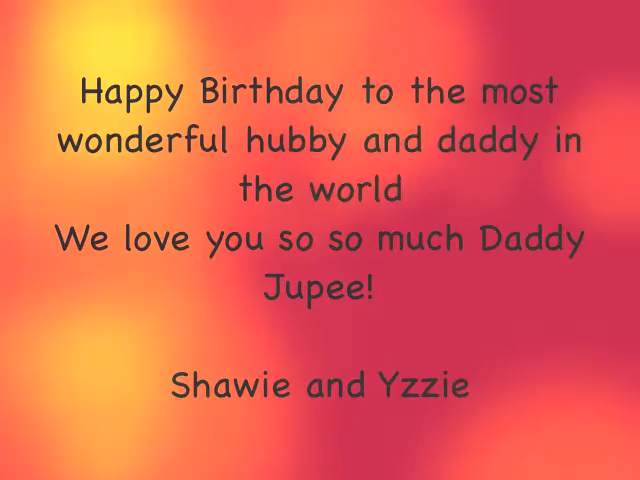 Happy Birthday to the most
wonderful hubby and daddy in
the world
We love you so so much Daddy
Jupee!
Shawie and Yzzie